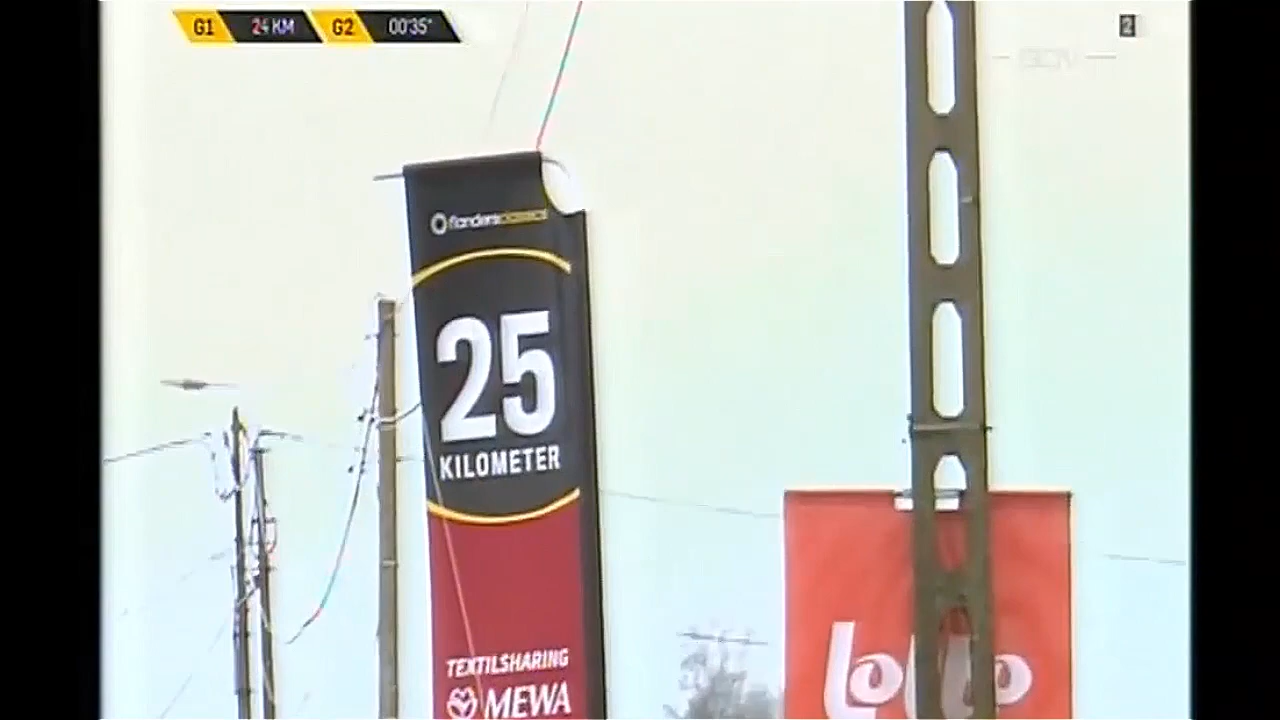 G1 24 KM G2 00'35"
2
flandersclassics
25
KILOMETER
TEXTILSHARING
MEWA
lotto